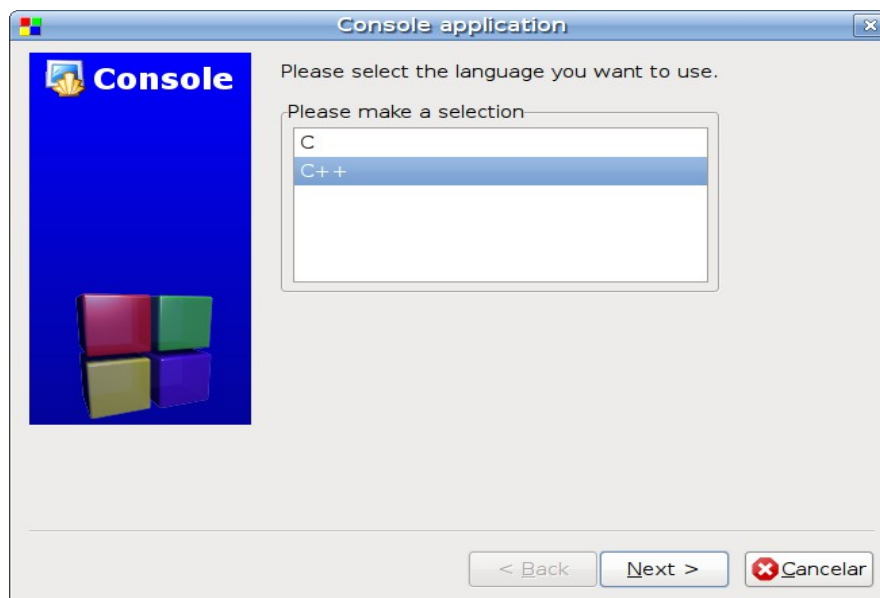 Console application
Console
Please select the language you want to use.
Please make a selection
C
C++
< Back
Next >
Cancelar